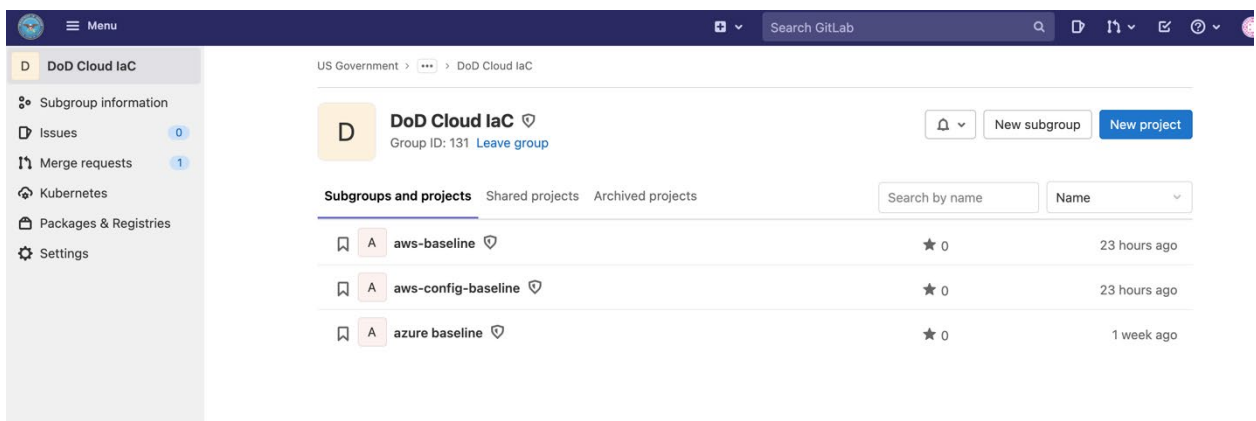 Menu
Search GitLab
D DoD Cloud IaC
Subgroup information
Issues 0
Merge requests 1
Kubernetes
Packages & Registries
Settings
US Government > ••• > DoD Cloud IaC
D
DoD Cloud IaC
Group ID: 131 Leave group
New subgroup
New project
Subgroups and projects Shared projects Archived projects
Search by name
Name
A aws-baseline 0 23 hours ago
A aws-config-baseline 0 23 hours ago
A azure baseline 0 1 week ago